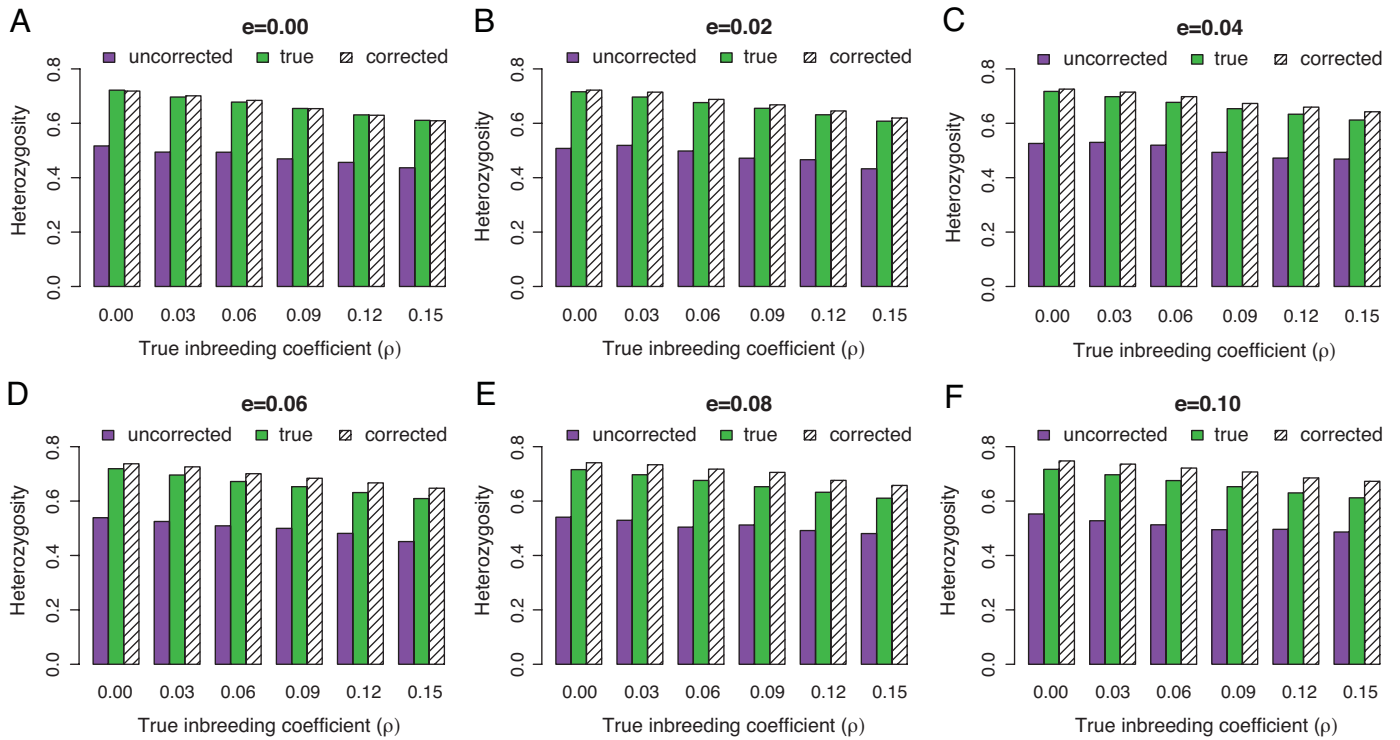 A
e=0.00
uncorrected true corrected
Heterozygosity
0.8
0.6
0.4
0.2
0.0
0.00 0.03 0.06 0.09 0.12 0.15
True inbreeding coefficient (ρ)
B
e=0.02
uncorrected true corrected
Heterozygosity
0.8
0.6
0.4
0.2
0.0
0.00 0.03 0.06 0.09 0.12 0.15
True inbreeding coefficient (ρ)
C
e=0.04
uncorrected true corrected
Heterozygosity
0.8
0.6
0.4
0.2
0.0
0.00 0.03 0.06 0.09 0.12 0.15
True inbreeding coefficient (ρ)
D
e=0.06
uncorrected true corrected
Heterozygosity
0.8
0.6
0.4
0.2
0.0
0.00 0.03 0.06 0.09 0.12 0.15
True inbreeding coefficient (ρ)
E
e=0.08
uncorrected true corrected
Heterozygosity
0.8
0.6
0.4
0.2
0.0
0.00 0.03 0.06 0.09 0.12 0.15
True inbreeding coefficient (ρ)
F
e=0.10
uncorrected true corrected
Heterozygosity
0.8
0.6
0.4
0.2
0.0
0.00 0.03 0.06 0.09 0.12 0.15
True inbreeding coefficient (ρ)